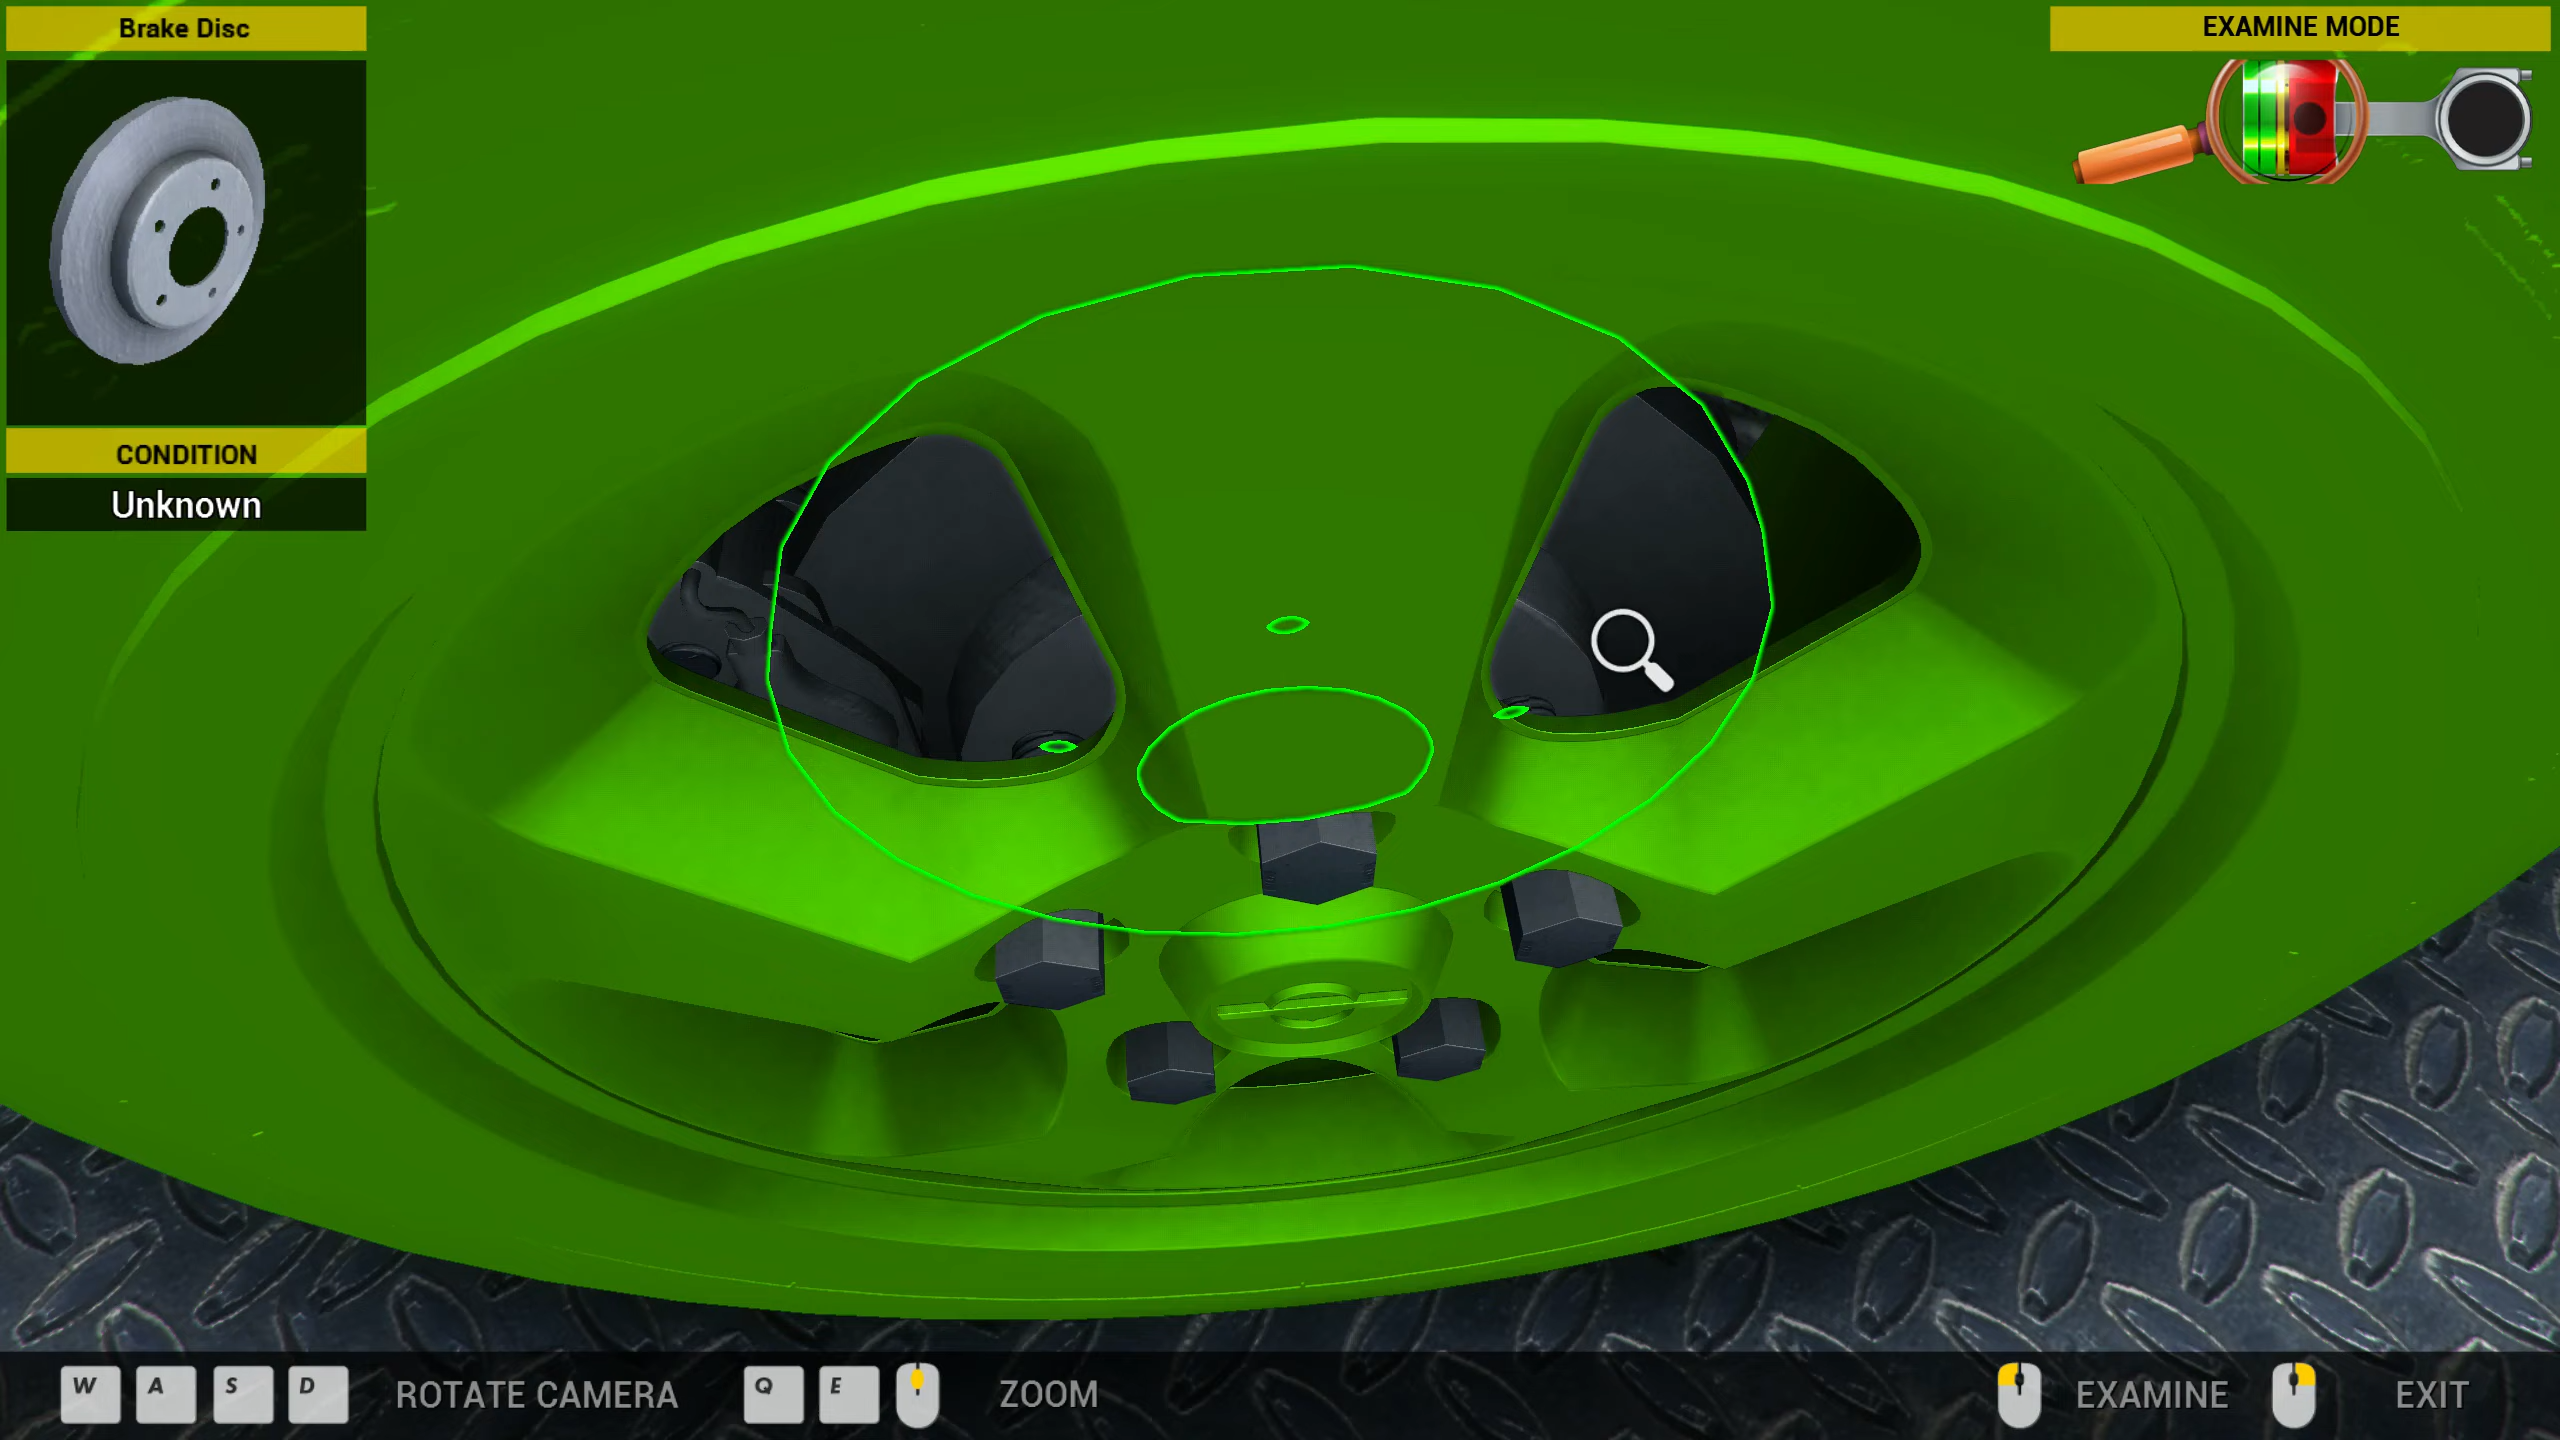 Brake Disc
EXAMINE MODE
CONDITION
Unknown
W A S D ROTATE CAMERA Q E ZOOM EXAMINE EXIT